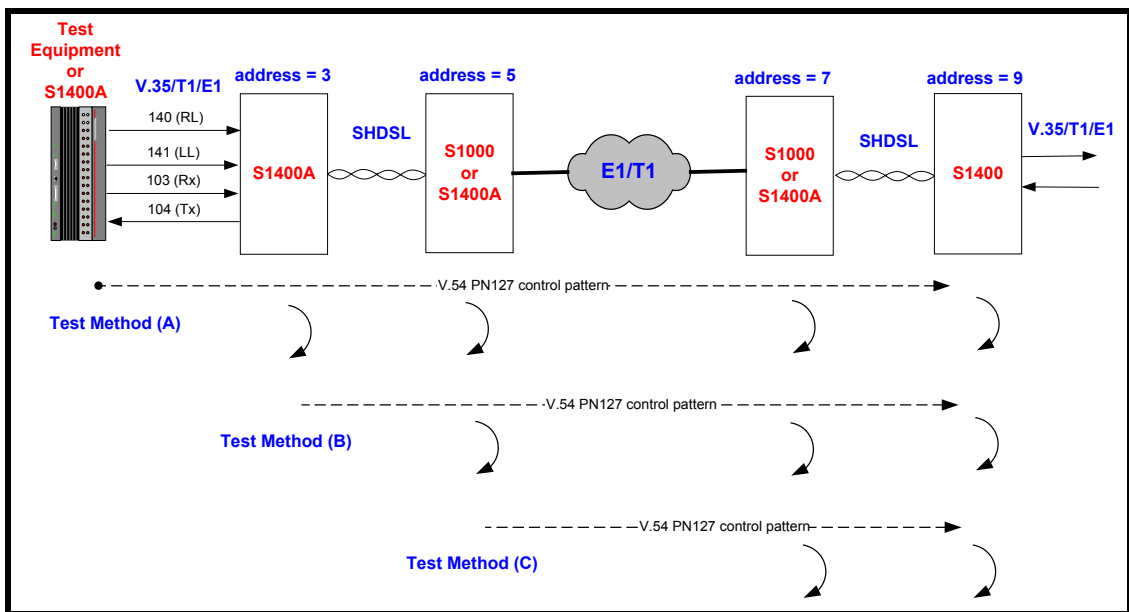 Test
Equipment
or
S1400A
V.35/T1/E1
address = 3
address = 5
address = 7
address = 9
140 (RL)
141 (LL)
103 (Rx)
104 (Tx)
S1400A
SHDSL
S1000
or
S1400A
E1/T1
S1000
or
S1400A
SHDSL
S1400
V.35/T1/E1
V.54 PN127 control pattern
Test Method (A)
V.54 PN127 control pattern
Test Method (B)
V.54 PN127 control pattern
Test Method (C)